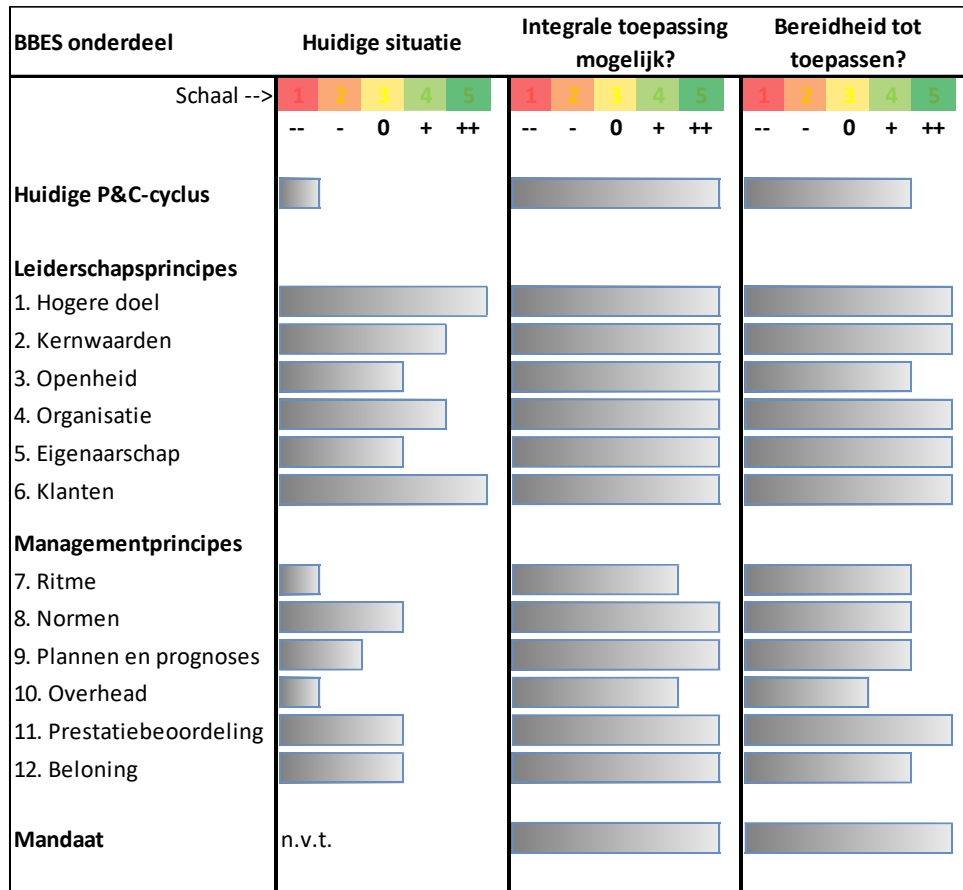 BBES onderdeel Huidige situatie Integrale toepassing mogelijk? Bereidheid tot toepassen?
Schaal --> 1 2 3 4 5 1 2 3 4 5 1 2 3 4 5
-- - 0 + ++ -- - 0 + ++ -- - 0 + ++
Huidige P&C-cyclus
Leiderschapsprincipes
1. Hogere doel
2. Kernwaarden
3. Openheid
4. Organisatie
5. Eigenaarschap
6. Klanten
Managementprincipes
7. Ritme
8. Normen
9. Plannen en prognoses
10. Overhead
11. Prestatiebeoordeling
12. Beloning
Mandaat n.v.t.